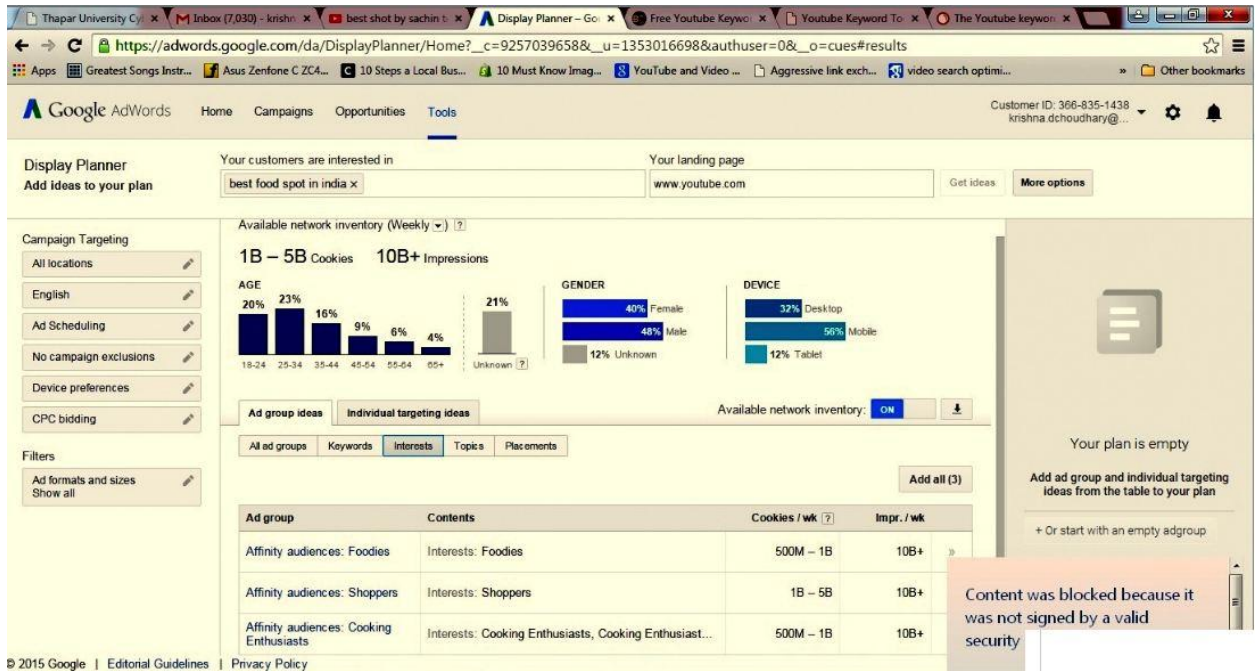 Thapar University Cy
Inbox (7,030) - krishn
best shot by sachin t
Display Planner – Go
Free Youtube Keywo
Youtube Keyword To
The Youtube keywor
https://adwords.google.com/da/DisplayPlanner/Home?__c=9257039658&__u=1353016698&authuser=0&__o=cues#results
Apps Greatest Songs Instr... Asus Zenfone C ZC4... 10 Steps a Local Bus... 10 Must Know Imag... YouTube and Video ... Aggressive link exch... video search optimi... » Other bookmarks
Google AdWords Home Campaigns Opportunities Tools
Customer ID: 366-835-1438
krishna.dchoudhary@...
Display Planner
Add ideas to your plan
Your customers are interested in
best food spot in india x
Your landing page
www.youtube.com
Get ideas
More options
Campaign Targeting
All locations
English
Ad Scheduling
No campaign exclusions
Device preferences
CPC bidding
Filters
Ad formats and sizes
Show all
Available network inventory (Weekly ) ?
1B – 5B Cookies 10B+ Impressions
AGE
20% 23% 16% 9% 6% 4% 21%
18-24 25-34 35-44 45-54 55-64 65+ Unknown ?
GENDER
40% Female
48% Male
12% Unknown
DEVICE
32% Desktop
56% Mobile
12% Tablet
Ad group ideas Individual targeting ideas
Available network inventory: ON
All ad groups Keywords Interests Topics Placements
Add all (3)
Ad group Contents Cookies / wk ? Impr. / wk
Affinity audiences: Foodies Interests: Foodies 500M – 1B 10B+ »
Affinity audiences: Shoppers Interests: Shoppers 1B – 5B 10B+
Affinity audiences: Cooking
Enthusiasts
Interests: Cooking Enthusiasts, Cooking Enthusiast... 500M – 1B 10B+
Your plan is empty
Add ad group and individual targeting
ideas from the table to your plan
+ Or start with an empty adgroup
Content was blocked because it
was not signed by a valid
security
© 2015 Google | Editorial Guidelines | Privacy Policy